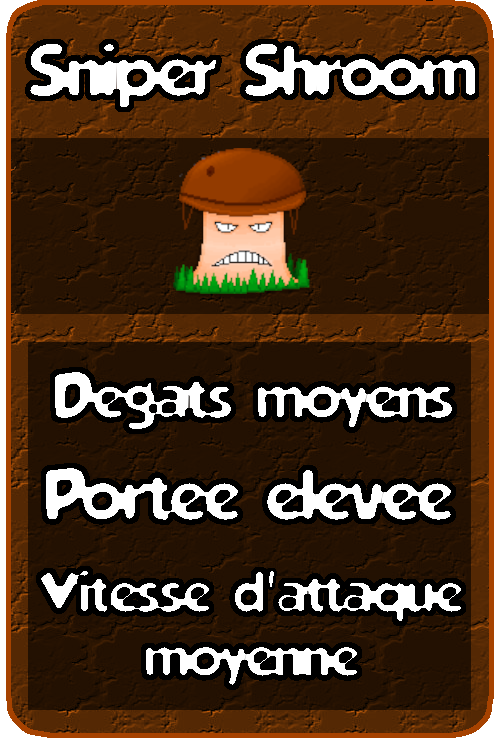 Sniper Shroom
Degats moyens
Portee elevee
Vitesse d'attaque
moyenne